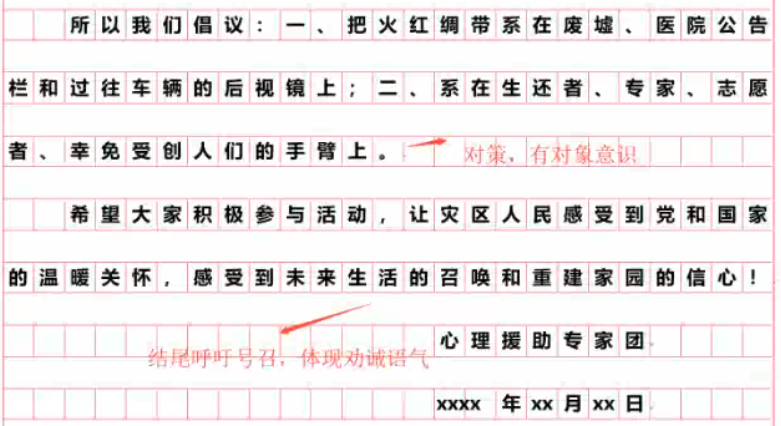 所以我们倡议：一、把火红绸带系在废墟、医院公告
栏和过往车辆的后视镜上；二、系在生还者、专家、志愿
者、幸免受创人们的手臂上。
对策，有对象意识
希望大家积极参与活动，让灾区人民感受到党和国家
的温暖关怀，感受到未来生活的召唤和重建家园的信心！
心理援助专家团
结尾呼吁号召，体现劝诫语气
xxxx 年 xx 月 xx 日